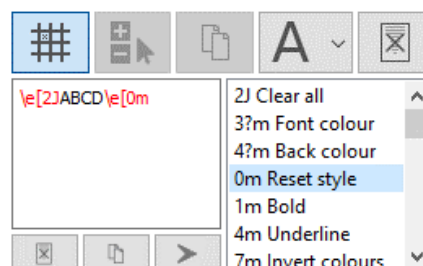 A
\e[2JABCD\e[0m
2J Clear all
3?m Font colour
4?m Back colour
0m Reset style
1m Bold
4m Underline
7m Invert colours